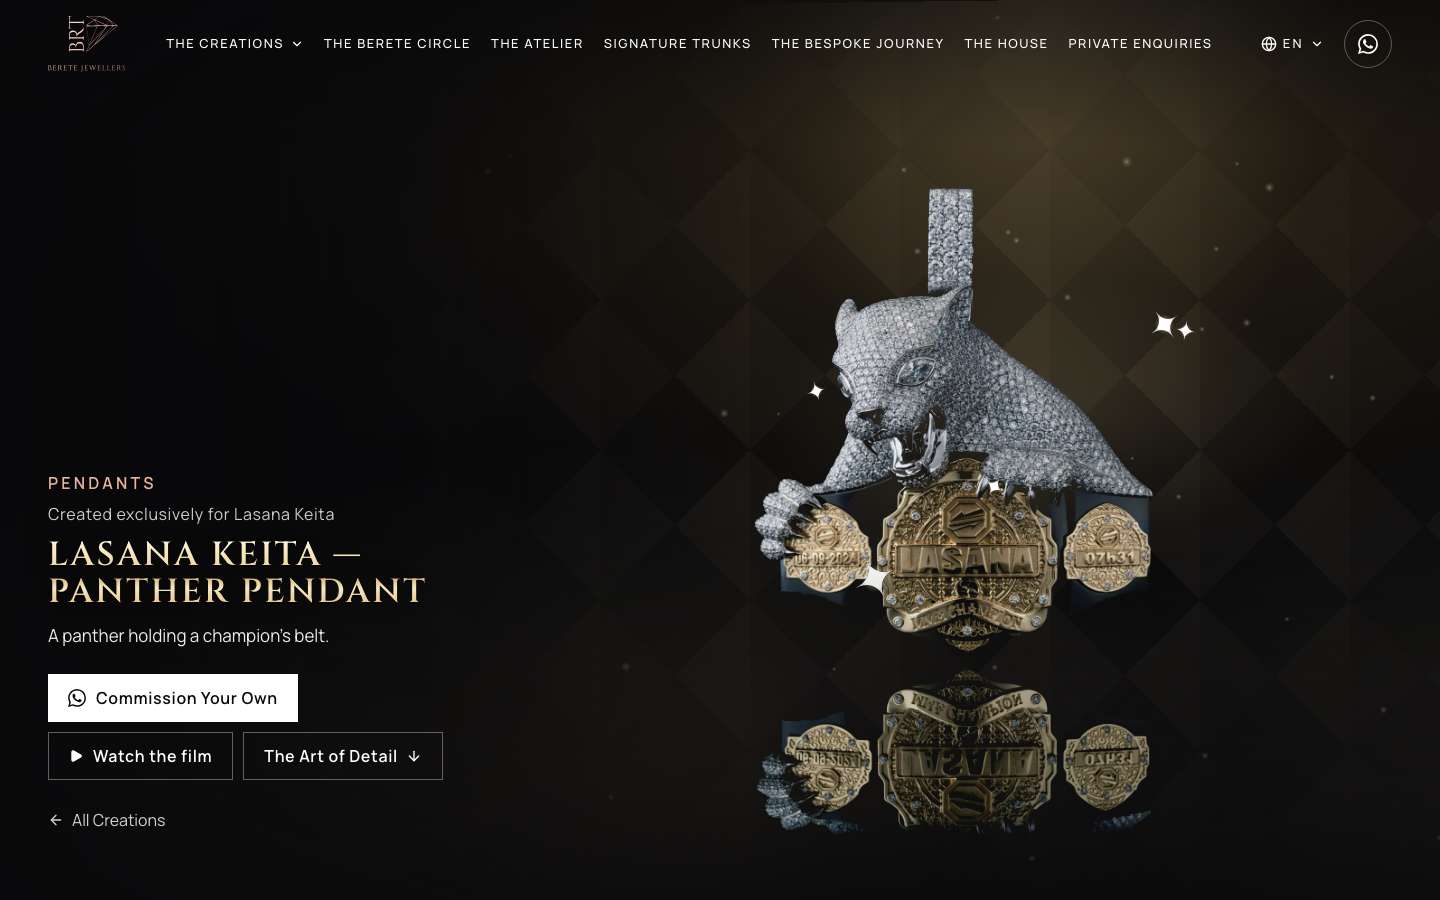 BRT
BERETE JEWELLERS
THE CREATIONS
THE BERETE CIRCLE
THE ATELIER
SIGNATURE TRUNKS
THE BESPOKE JOURNEY
THE HOUSE
PRIVATE ENQUIRIES
EN
PENDANTS
Created exclusively for Lasana Keita
LASANA KEITA —
PANTHER PENDANT
A panther holding a champion's belt.
Commission Your Own
Watch the film
The Art of Detail
All Creations
LASANA
07h31